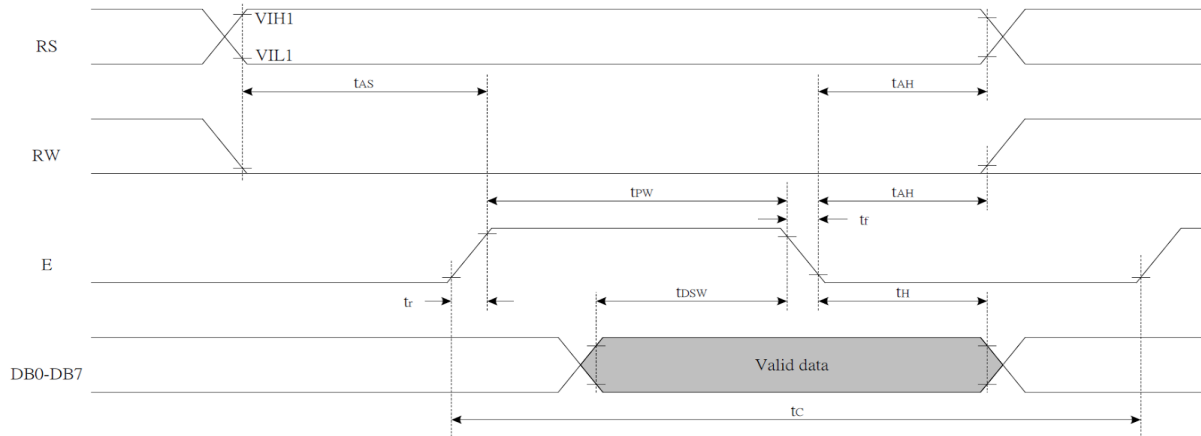 VIH1
RS
VIL1
tAS
tAH
RW
tPW
tAH
tf
E
tDSW
tH
tr
Valid data
DB0-DB7
tC